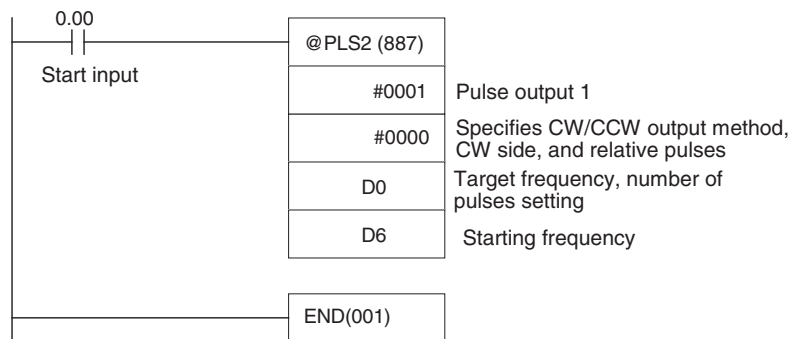 0.00
Start input
@PLS2 (887)
#0001
Pulse output 1
#0000
Specifies CW/CCW output method,
CW side, and relative pulses
D0
Target frequency, number of
pulses setting
D6
Starting frequency
END(001)